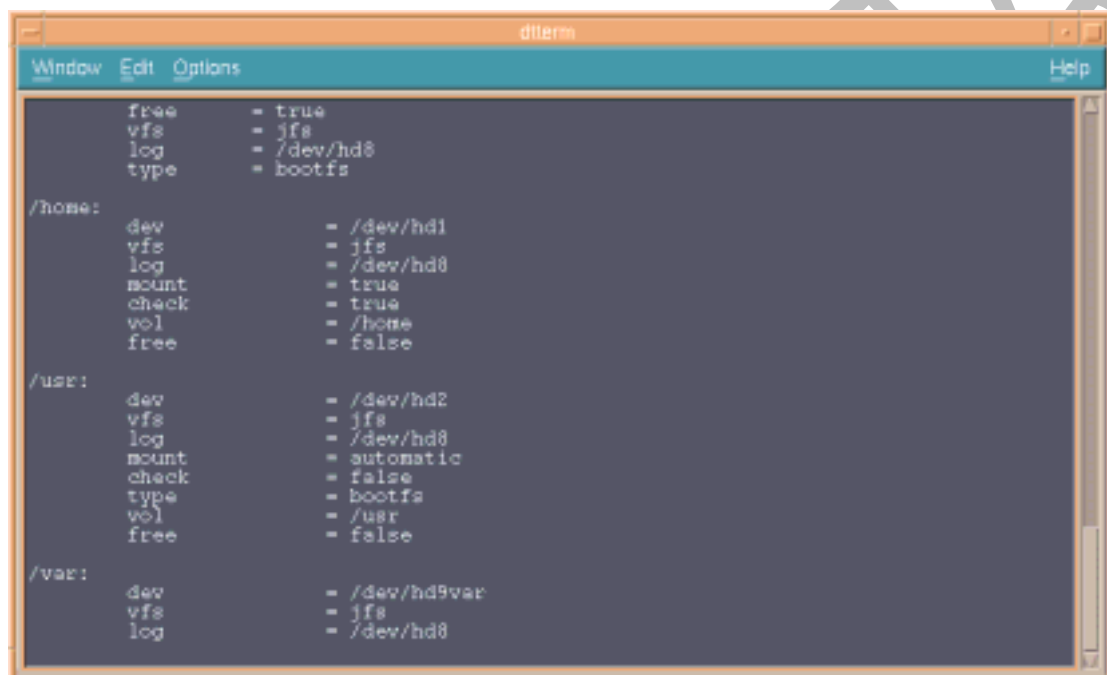 dtterm
Window Edit Options Help
free = true
vfs = jfs
log = /dev/hd8
type = bootfs
/home:
dev = /dev/hd1
vfs = jfs
log = /dev/hd8
mount = true
check = true
vol = /home
free = false
/usr:
dev = /dev/hd2
vfs = jfs
log = /dev/hd8
mount = automatic
check = false
type = bootfs
vol = /usr
free = false
/var:
dev = /dev/hd9var
vfs = jfs
log = /dev/hd8